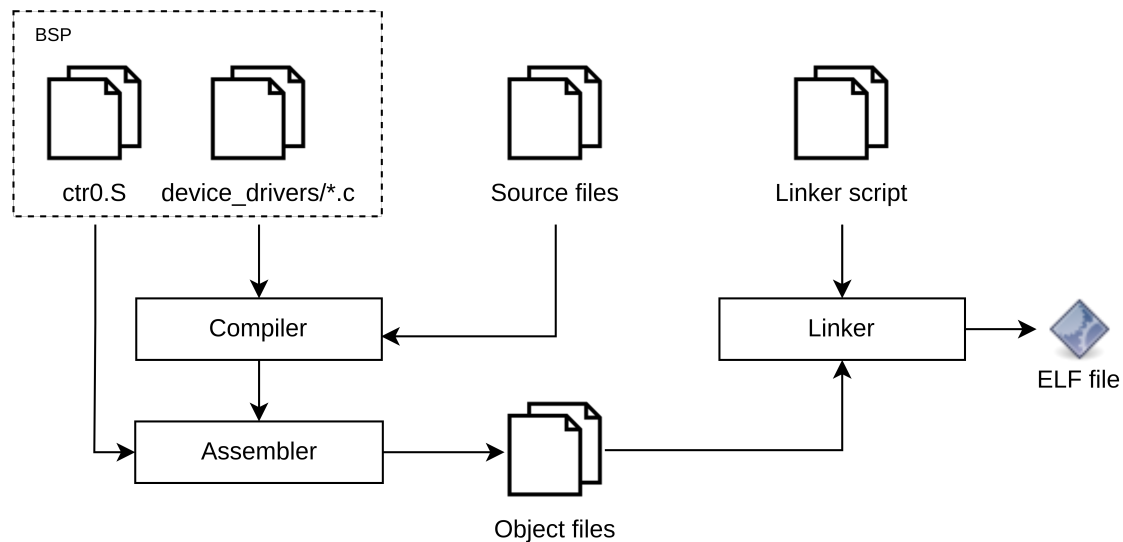 BSP
ctr0.S
device_drivers/*.c
Source files
Linker script
Compiler
Linker
ELF file
Assembler
Object files